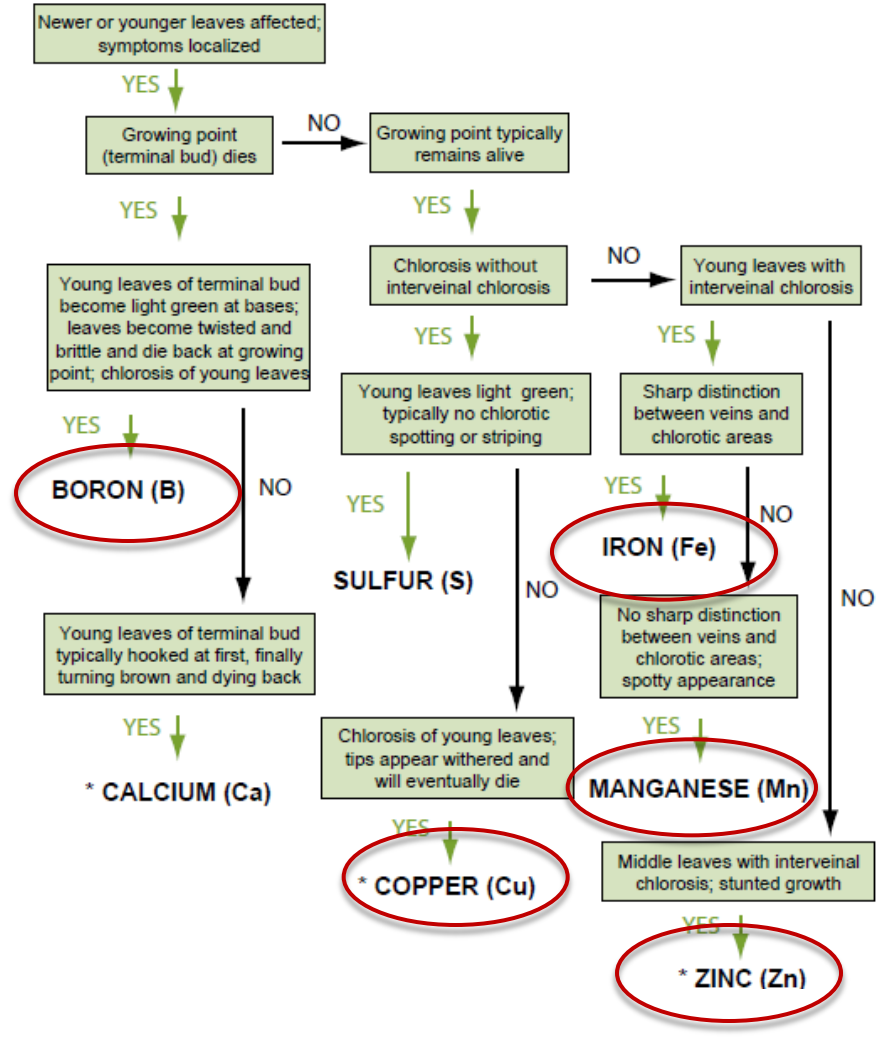 Newer or younger leaves affected;
symptoms localized
YES
Growing point
(terminal bud) dies
NO
Growing point typically
remains alive
YES
YES
Young leaves of terminal bud
become light green at bases;
leaves become twisted and
brittle and die back at growing
point; chlorosis of young leaves
Chlorosis without
interveinal chlorosis
NO
Young leaves with
interveinal chlorosis
YES
YES
Young leaves light green;
typically no chlorotic
spotting or striping
Sharp distinction
between veins and
chlorotic areas
YES
BORON (B)
NO
YES
SULFUR (S)
NO
YES
IRON (Fe)
NO
NO
Young leaves of terminal bud
typically hooked at first, finally
turning brown and dying back
No sharp distinction
between veins and
chlorotic areas;
spotty appearance
YES
* CALCIUM (Ca)
Chlorosis of young leaves;
tips appear withered and
will eventually die
YES
MANGANESE (Mn)
YES
* COPPER (Cu)
Middle leaves with interveinal
chlorosis; stunted growth
YES
* ZINC (Zn)